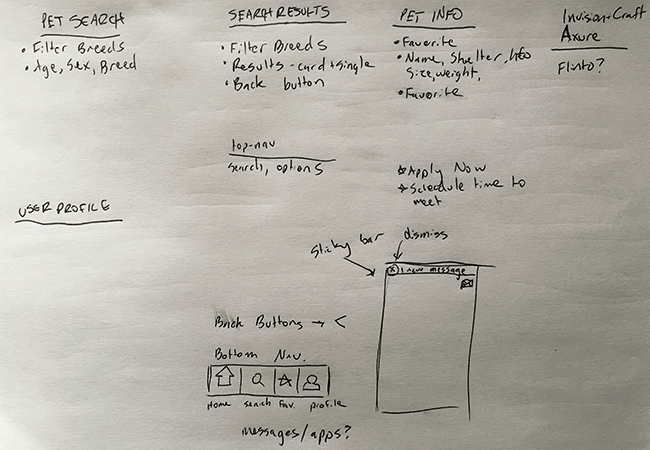 PET SEARCH
• Filter Breeds
• Age, Sex, Breed
SEARCH RESULTS
• Filter Breeds
• Results - card + single
• Back button
PET INFO
• Favorite
• Name, Shelter, Info
Size, weight,
• Favorite
Invision-Craft
Axure
Flinto?
top-nav
search, options
☆ Apply Now
☆ Schedule time to
meet
USER PROFILE
Sticky bar
dismiss
x 1 new message
Back Buttons → <
Bottom Nav.
Home Search Fav. profile
messages/apps?